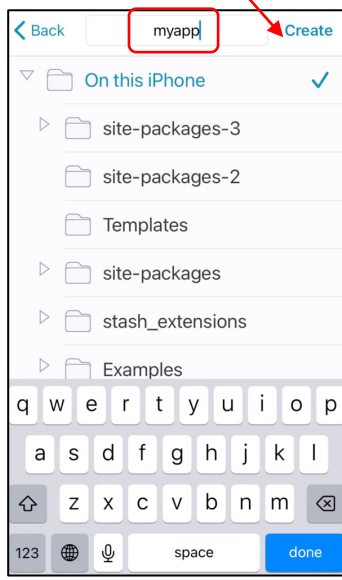 Back myapp Create
On this iPhone
site-packages-3
site-packages-2
Templates
site-packages
stash_extensions
Examples
q w e r t y u i o p
a s d f g h j k l
z x c v b n m
123 space done